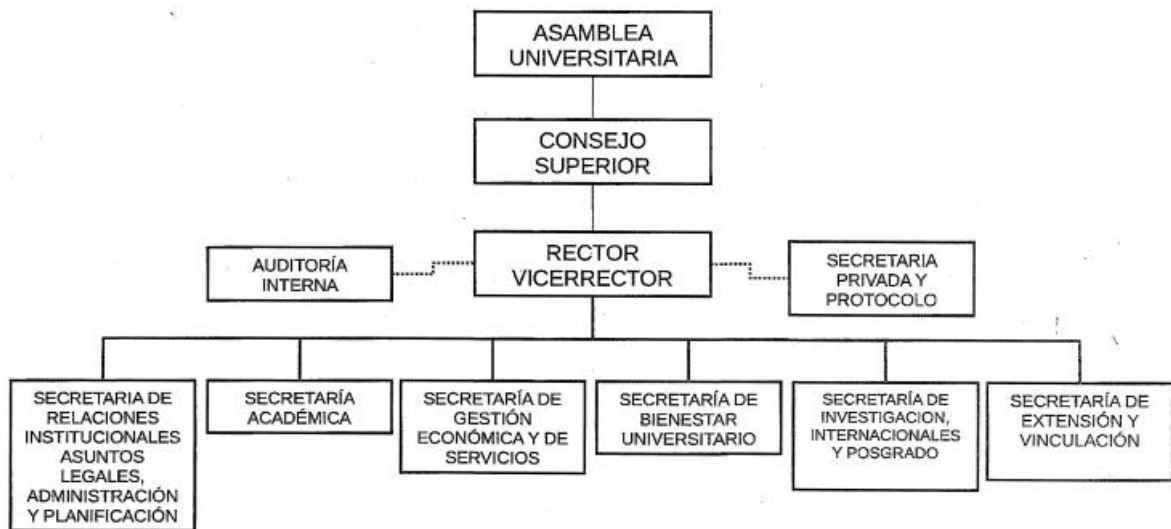 ASAMBLEA
UNIVERSITARIA
CONSEJO
SUPERIOR
RECTOR
VICERRECTOR
AUDITORÍA
INTERNA
SECRETARIA
PRIVADA Y
PROTOCOLO
SECRETARIA DE
RELACIONES
INSTITUCIONALES
ASUNTOS
LEGALES,
ADMINISTRACIÓN
Y PLANIFICACIÓN
SECRETARÍA
ACADÉMICA
SECRETARÍA DE
GESTIÓN
ECONÓMICA Y DE
SERVICIOS
SECRETARÍA DE
BIENESTAR
UNIVERSITARIO
SECRETARÍA DE
INVESTIGACION,
INTERNACIONALES
Y POSGRADO
SECRETARÍA DE
EXTENSIÓN Y
VINCULACIÓN